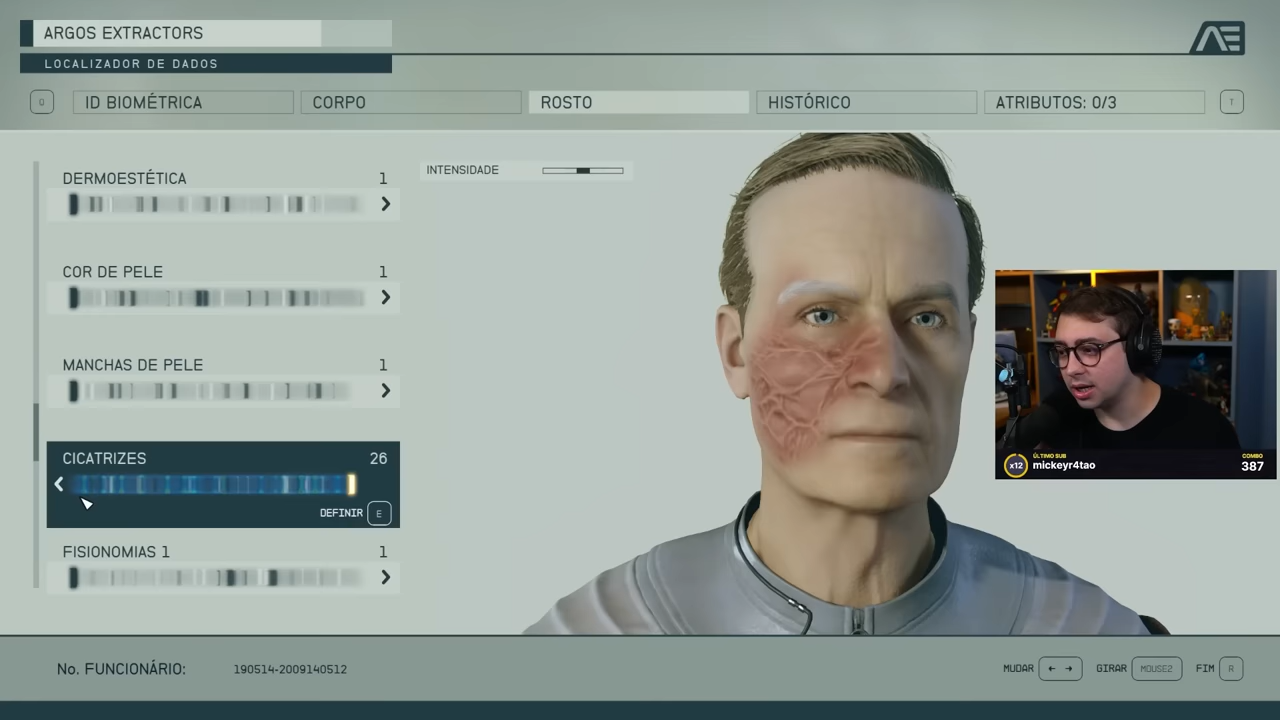 ARGOS EXTRACTORS
LOCALIZADOR DE DADOS
AE
Q
ID BIOMÉTRICA
CORPO
ROSTO
HISTÓRICO
ATRIBUTOS: 0/3
T
DERMOESTÉTICA 1
INTENSIDADE
COR DE PELE 1
MANCHAS DE PELE 1
CICATRIZES 26
DEFINIR E
FISIONOMIAS 1 1
x12
ÚLTIMO SUB
mickeyr4tao
COMBO
387
No. FUNCIONÁRIO: 190514-2009140512
MUDAR
GIRAR MOUSE2
FIM R